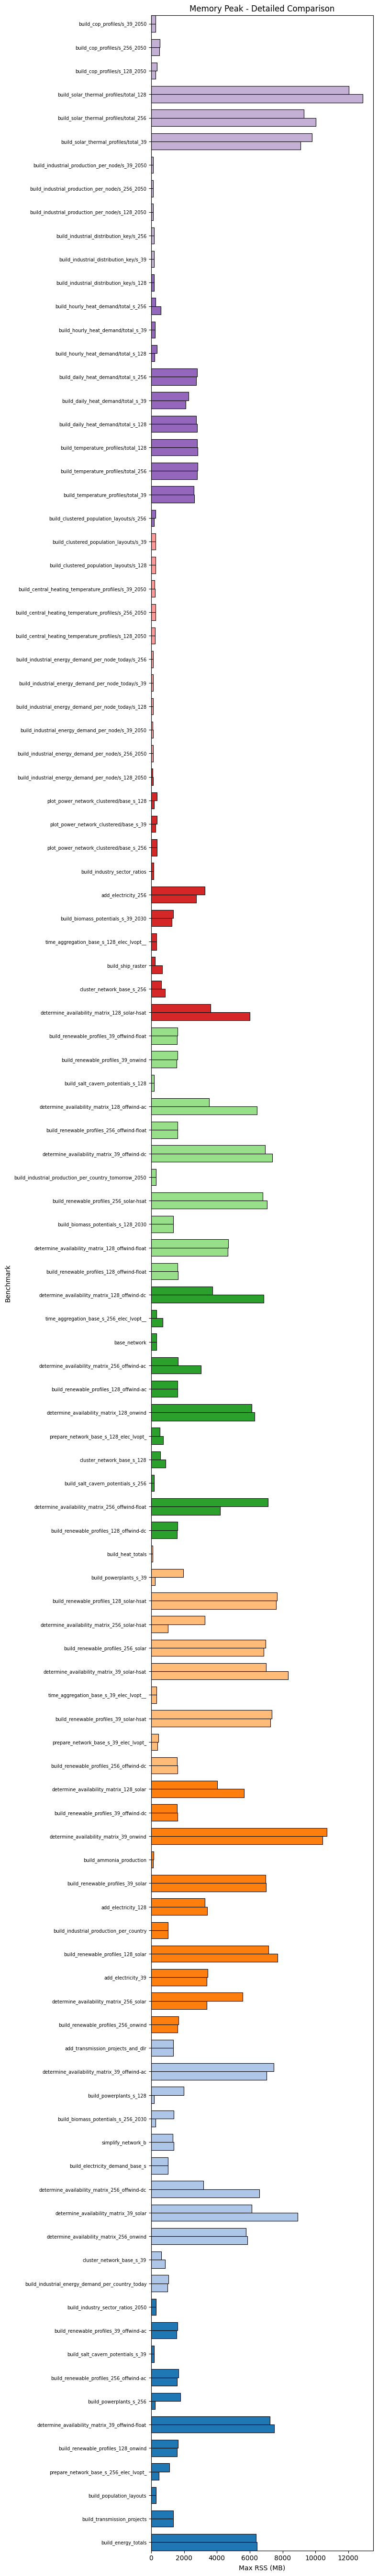 Memory Peak - Detailed Comparison
build_cop_profiles/s_39_2050
build_cop_profiles/s_256_2050
build_cop_profiles/s_128_2050
build_solar_thermal_profiles/total_128
build_solar_thermal_profiles/total_256
build_solar_thermal_profiles/total_39
build_industrial_production_per_node/s_39_2050
build_industrial_production_per_node/s_256_2050
build_industrial_production_per_node/s_128_2050
build_industrial_distribution_key/s_256
build_industrial_distribution_key/s_39
build_industrial_distribution_key/s_128
build_hourly_heat_demand/total_s_256
build_hourly_heat_demand/total_s_39
build_hourly_heat_demand/total_s_128
build_daily_heat_demand/total_s_256
build_daily_heat_demand/total_s_39
build_daily_heat_demand/total_s_128
build_temperature_profiles/total_128
build_temperature_profiles/total_256
build_temperature_profiles/total_39
build_clustered_population_layouts/s_256
build_clustered_population_layouts/s_39
build_clustered_population_layouts/s_128
build_central_heating_temperature_profiles/s_39_2050
build_central_heating_temperature_profiles/s_256_2050
build_central_heating_temperature_profiles/s_128_2050
build_industrial_energy_demand_per_node_today/s_256
build_industrial_energy_demand_per_node_today/s_39
build_industrial_energy_demand_per_node_today/s_128
build_industrial_energy_demand_per_node/s_39_2050
build_industrial_energy_demand_per_node/s_256_2050
build_industrial_energy_demand_per_node/s_128_2050
plot_power_network_clustered/base_s_128
plot_power_network_clustered/base_s_39
plot_power_network_clustered/base_s_256
build_industry_sector_ratios
add_electricity_256
build_biomass_potentials_s_39_2030
time_aggregation_base_s_128_elec_lvopt__
build_ship_raster
cluster_network_base_s_256
determine_availability_matrix_128_solar-hsat
build_renewable_profiles_39_offwind-float
build_renewable_profiles_39_onwind
build_salt_cavern_potentials_s_128
determine_availability_matrix_128_offwind-ac
build_renewable_profiles_256_offwind-float
determine_availability_matrix_39_offwind-dc
build_industrial_production_per_country_tomorrow_2050
build_renewable_profiles_256_solar-hsat
build_biomass_potentials_s_128_2030
determine_availability_matrix_128_offwind-float
build_renewable_profiles_128_offwind-float
determine_availability_matrix_128_offwind-dc
time_aggregation_base_s_256_elec_lvopt__
base_network
determine_availability_matrix_256_offwind-ac
build_renewable_profiles_128_offwind-ac
determine_availability_matrix_128_onwind
prepare_network_base_s_128_elec_lvopt_
cluster_network_base_s_128
build_salt_cavern_potentials_s_256
determine_availability_matrix_256_offwind-float
build_renewable_profiles_128_offwind-dc
build_heat_totals
build_powerplants_s_39
build_renewable_profiles_128_solar-hsat
determine_availability_matrix_256_solar-hsat
build_renewable_profiles_256_solar
determine_availability_matrix_39_solar-hsat
time_aggregation_base_s_39_elec_lvopt__
build_renewable_profiles_39_solar-hsat
prepare_network_base_s_39_elec_lvopt_
build_renewable_profiles_256_offwind-dc
determine_availability_matrix_128_solar
build_renewable_profiles_39_offwind-dc
determine_availability_matrix_39_onwind
build_ammonia_production
build_renewable_profiles_39_solar
add_electricity_128
build_industrial_production_per_country
build_renewable_profiles_128_solar
add_electricity_39
determine_availability_matrix_256_solar
build_renewable_profiles_256_onwind
add_transmission_projects_and_dlr
determine_availability_matrix_39_offwind-ac
build_powerplants_s_128
build_biomass_potentials_s_256_2030
simplify_network_b
build_electricity_demand_base_s
determine_availability_matrix_256_offwind-dc
determine_availability_matrix_39_solar
determine_availability_matrix_256_onwind
cluster_network_base_s_39
build_industrial_energy_demand_per_country_today
build_industry_sector_ratios_2050
build_renewable_profiles_39_offwind-ac
build_salt_cavern_potentials_s_39
build_renewable_profiles_256_offwind-ac
build_powerplants_s_256
determine_availability_matrix_39_offwind-float
build_renewable_profiles_128_onwind
prepare_network_base_s_256_elec_lvopt_
build_population_layouts
build_transmission_projects
build_energy_totals
Benchmark
0 2000 4000 6000 8000 10000 12000
Max RSS (MB)